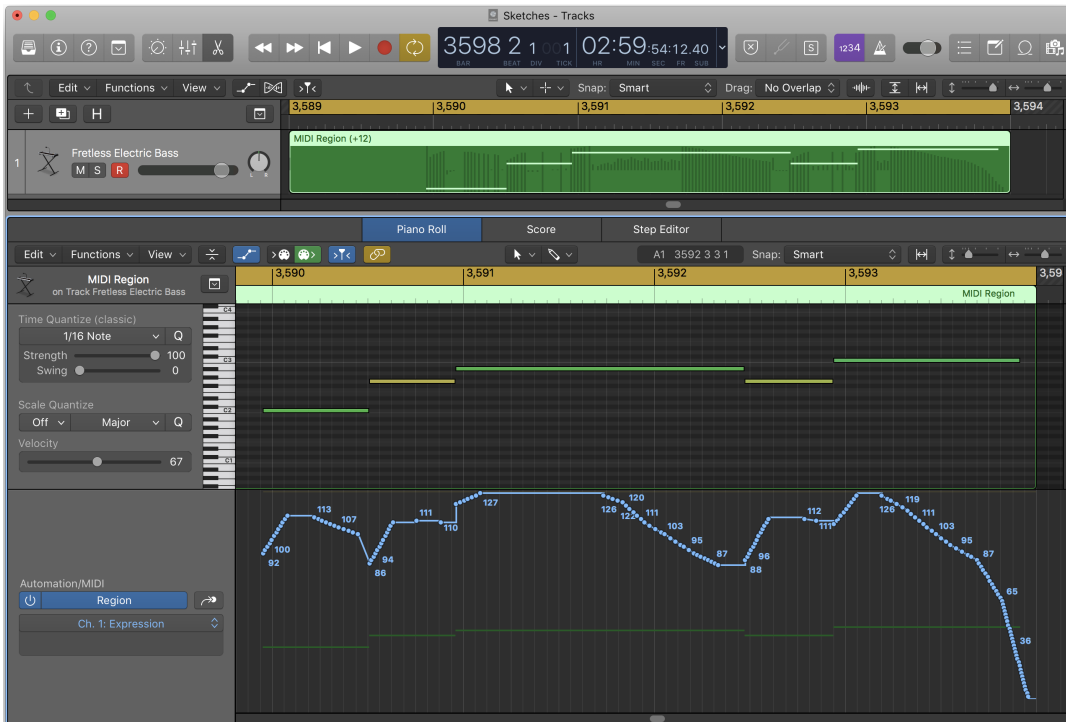 Sketches - Tracks
3598 2 1 001 02:59:54:12.40
BAR BEAT DIV TICK HR MIN SEC FR SUB
S 1234
Edit Functions View Snap: Smart Drag: No Overlap
H 3,589 3,590 3,591 3,592 3,593 3,594
MIDI Region (+12)
1 Fretless Electric Bass
M S R L R
Piano Roll Score Step Editor
Edit Functions View A1 3592 3 3 1 Snap: Smart
MIDI Region
on Track Fretless Electric Bass
3,590 3,591 3,592 3,593 3,59
MIDI Region
Time Quantize (classic)
1/16 Note Q
Strength 100
Swing 0
Scale Quantize
Off Major Q
Velocity
67
C4
C3
C2
C1
92 100 113 107 86 94 111 110 127 126 120 122 111 103 95 87 88 96 112 111 126 119 111 103 95 87 65 36
Automation/MIDI
Region
Ch. 1: Expression